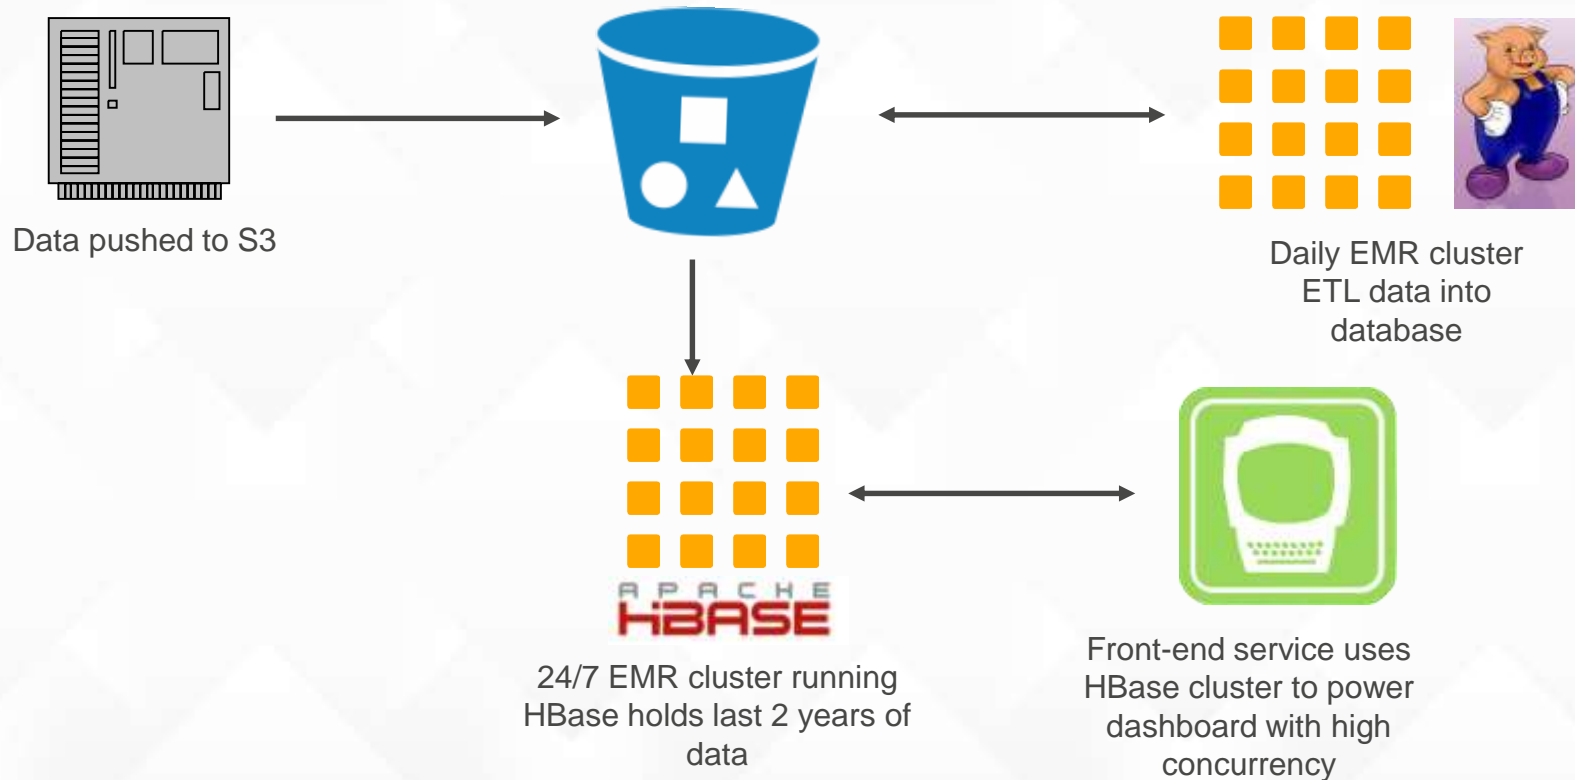 Data pushed to S3
Daily EMR cluster
ETL data into
database
APACHE
HBASE
24/7 EMR cluster running
HBase holds last 2 years of
data
Front-end service uses
HBase cluster to power
dashboard with high
concurrency